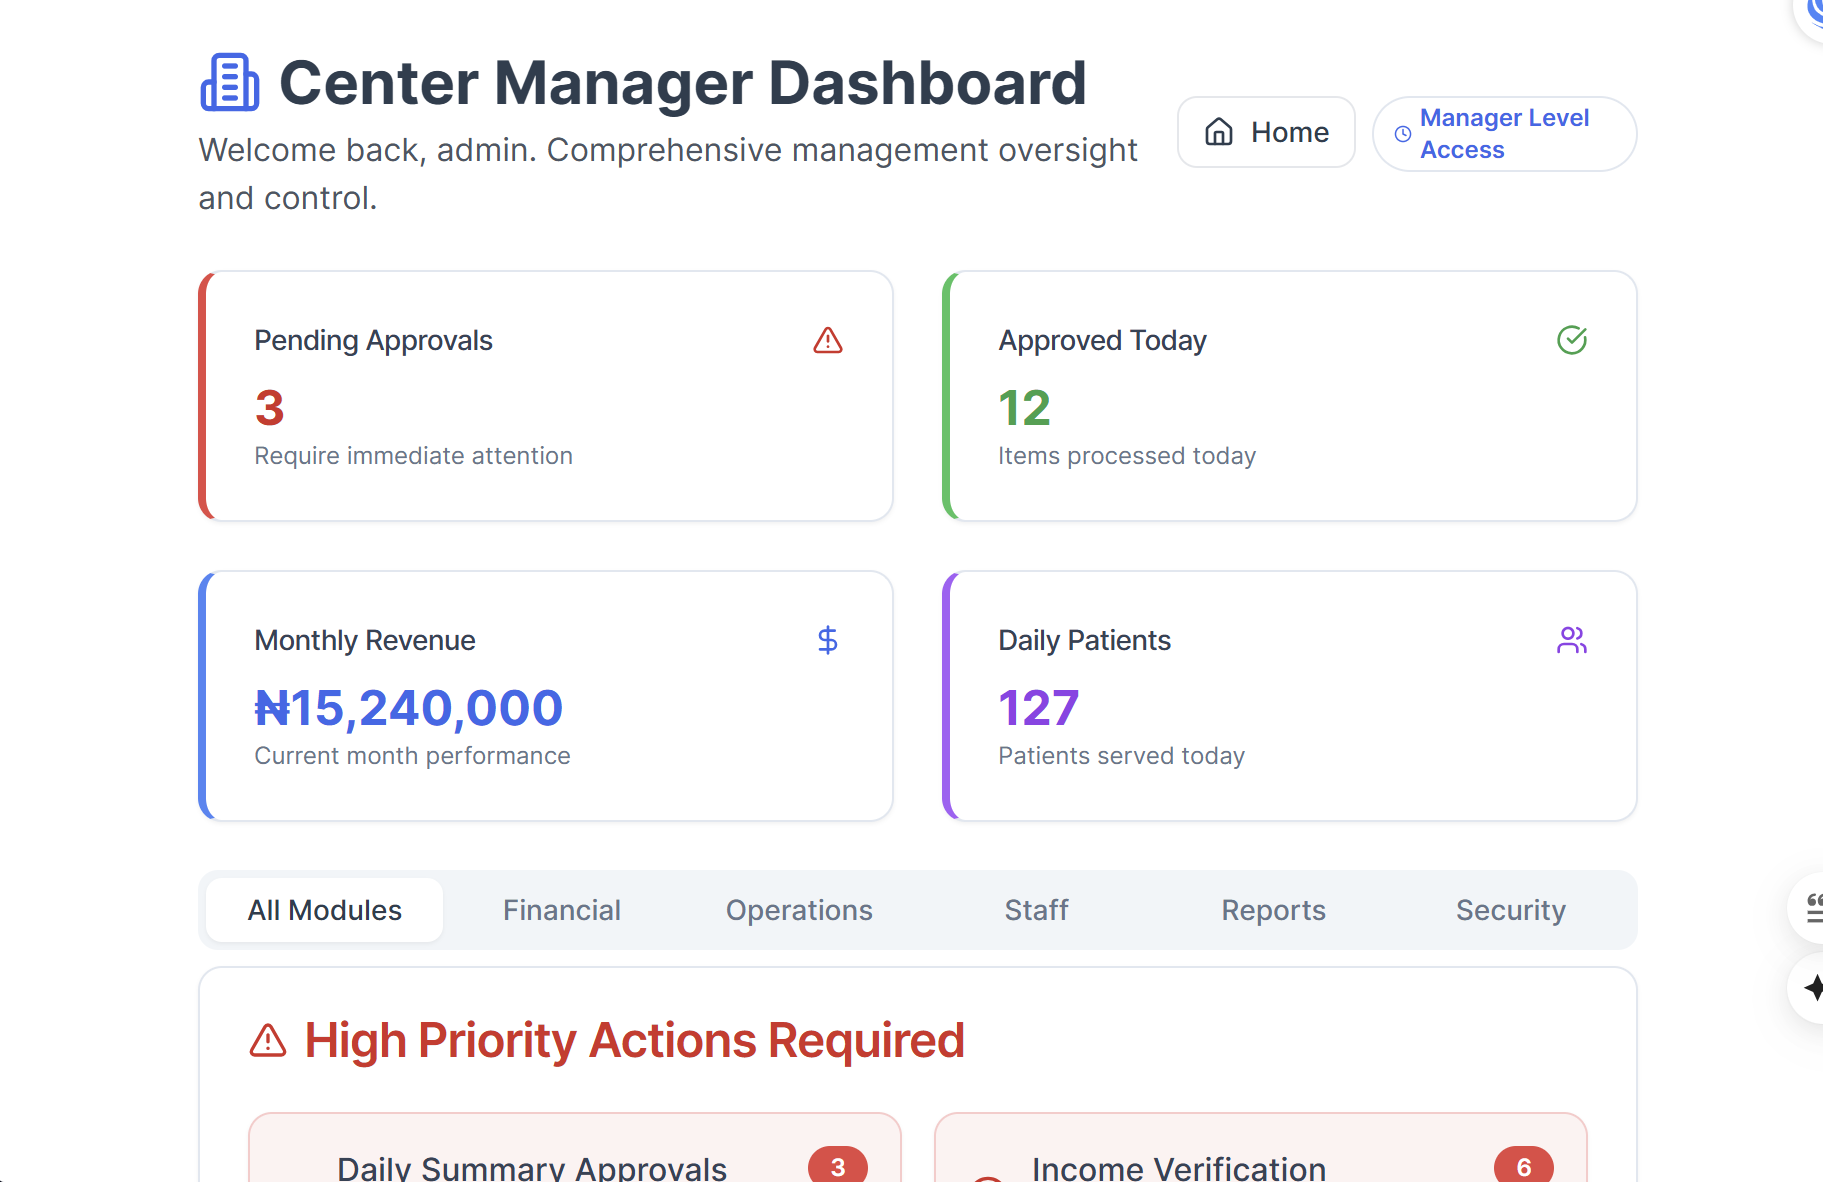 Center Manager Dashboard
Welcome back, admin. Comprehensive management oversight
and control.
Home
Manager Level
Access
Pending Approvals
3
Require immediate attention
Approved Today
12
Items processed today
Monthly Revenue
₦15,240,000
Current month performance
Daily Patients
127
Patients served today
All Modules
Financial
Operations
Staff
Reports
Security
High Priority Actions Required
Daily Summary Approvals
3
Income Verification
6